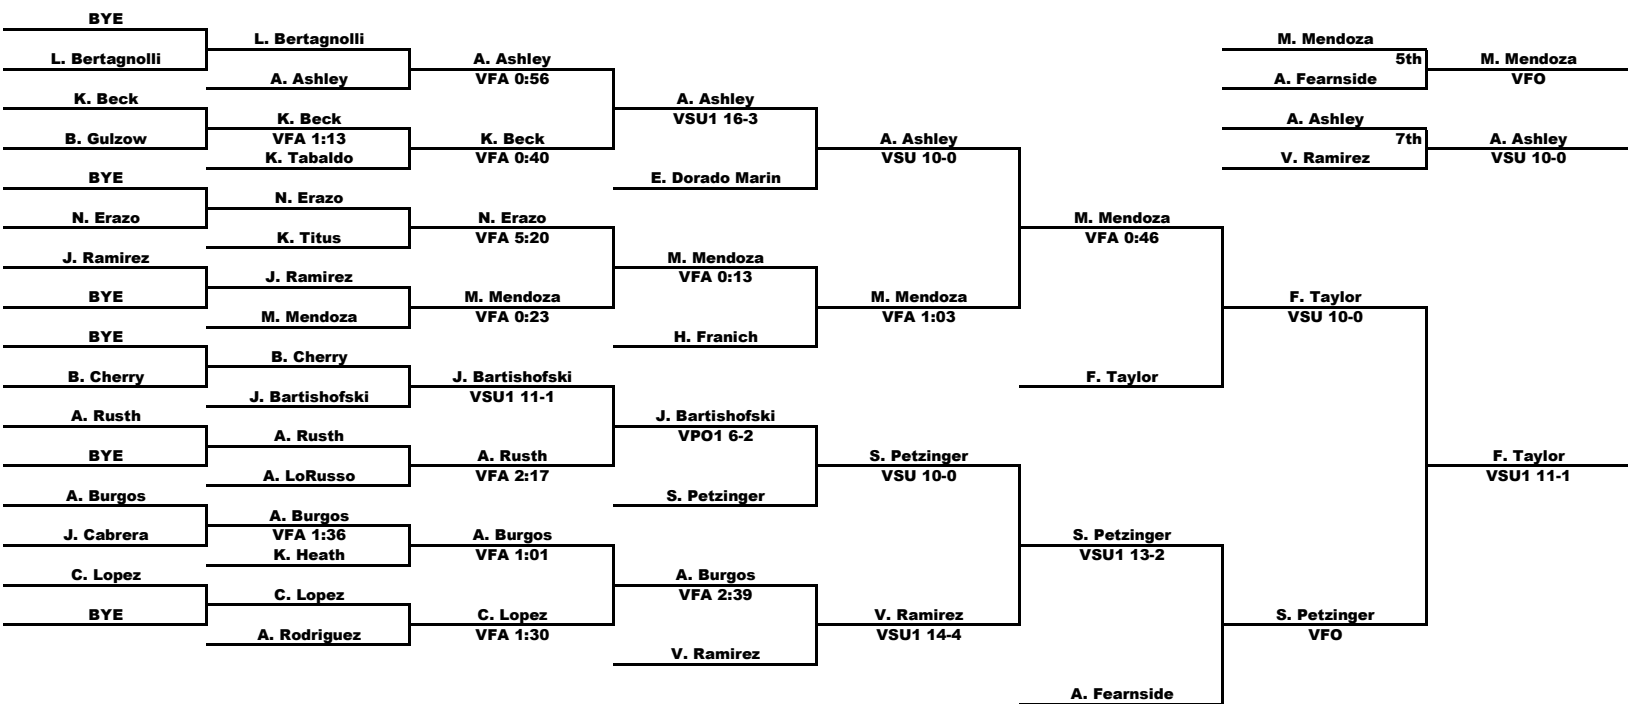 BYE
L. Bertagnolli
K. Beck
B. Gulzow
BYE
N. Erazo
J. Ramirez
BYE
BYE
B. Cherry
A. Rusth
BYE
A. Burgos
J. Cabrera
C. Lopez
BYE
L. Bertagnolli
A. Ashley
K. Beck
VFA 1:13
K. Tabaldo
N. Erazo
K. Titus
J. Ramirez
M. Mendoza
B. Cherry
J. Bartishofski
A. Rusth
A. LoRusso
A. Burgos
VFA 1:36
K. Heath
C. Lopez
A. Rodriguez
A. Ashley
VFA 0:56
K. Beck
VFA 0:40
N. Erazo
VFA 5:20
M. Mendoza
VFA 0:23
J. Bartishofski
VSU1 11-1
A. Rusth
VFA 2:17
A. Burgos
VFA 1:01
C. Lopez
VFA 1:30
A. Ashley
VSU1 16-3
E. Dorado Marin
M. Mendoza
VFA 0:13
H. Franich
J. Bartishofski
VPO1 6-2
S. Petzinger
A. Burgos
VFA 2:39
V. Ramirez
A. Ashley
VSU 10-0
M. Mendoza
VFA 1:03
S. Petzinger
VSU 10-0
V. Ramirez
VSU1 14-4
M. Mendoza
VFA 0:46
F. Taylor
S. Petzinger
VSU1 13-2
A. Fearnside
F. Taylor
VSU 10-0
S. Petzinger
VFO
F. Taylor
VSU1 11-1
M. Mendoza
5th
A. Fearnside
M. Mendoza
VFO
A. Ashley
7th
V. Ramirez
A. Ashley
VSU 10-0